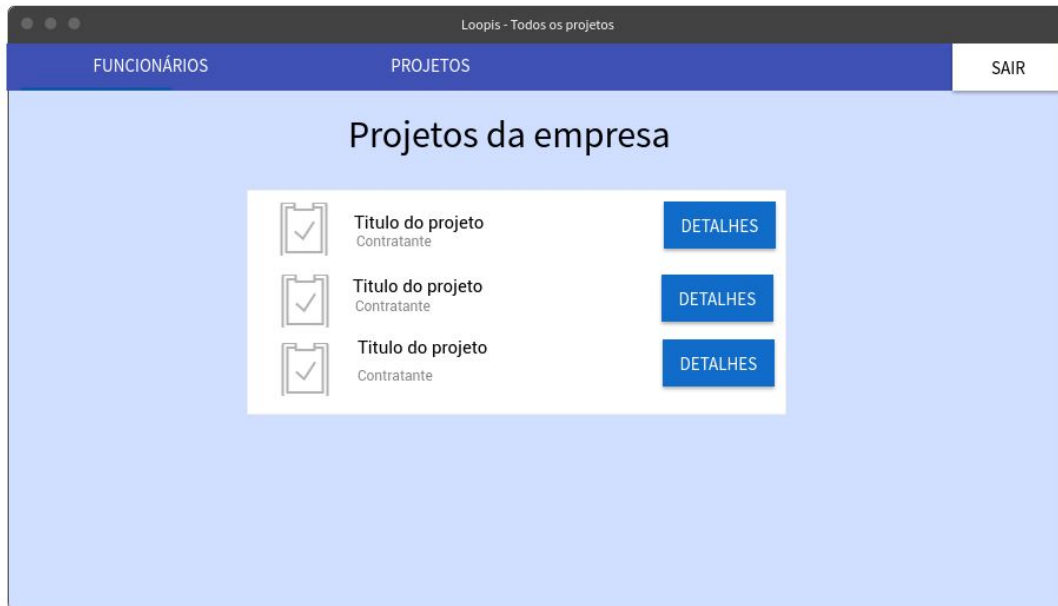 Loopis - Todos os projetos
FUNCIONÁRIOS PROJETOS SAIR
Projetos da empresa
Titulo do projeto
Contratante
DETALHES
Titulo do projeto
Contratante
DETALHES
Titulo do projeto
Contratante
DETALHES